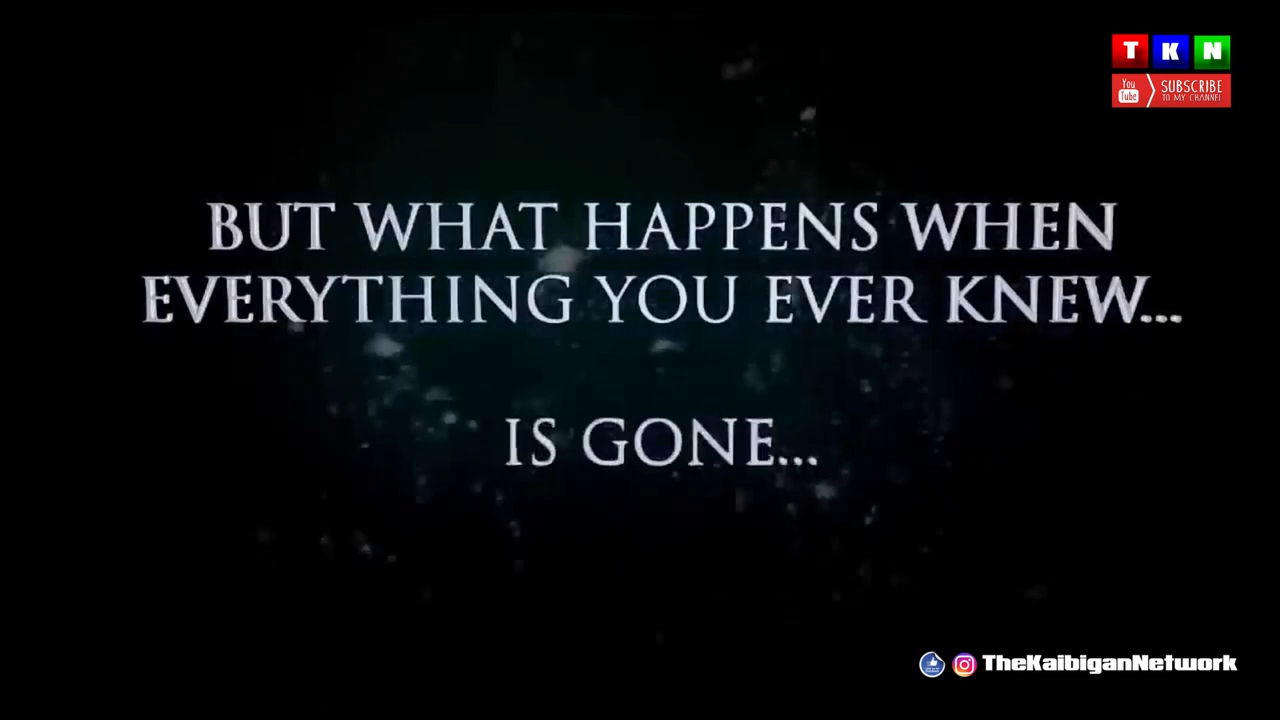 T K N
You Tube
SUBSCRIBE
TO MY CHANNEL
BUT WHAT HAPPENS WHEN
EVERYTHING YOU EVER KNEW...
IS GONE...
TheKaibiganNetwork